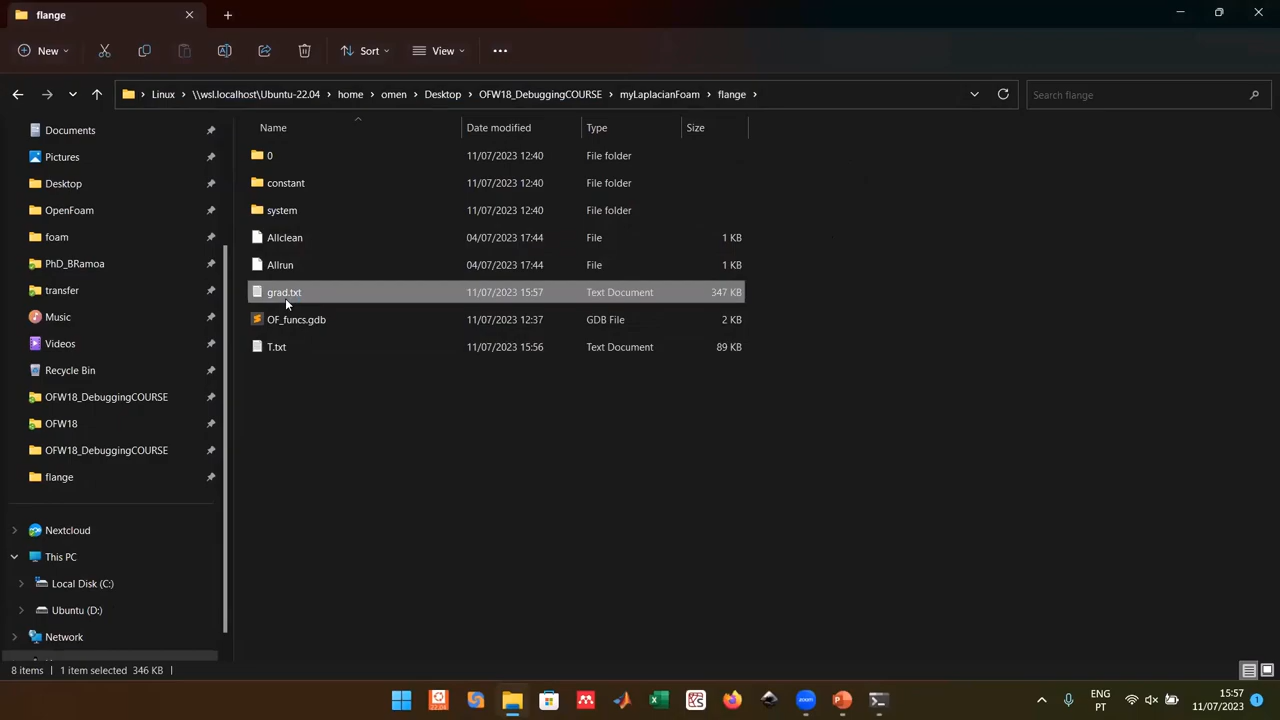 flange
New
Sort
View
Linux
\\wsl.localhost\Ubuntu-22.04
home
omen
Desktop
OFW18_DebuggingCOURSE
myLaplacianFoam
flange
Search flange
Name Date modified Type Size
0 11/07/2023 12:40 File folder
constant 11/07/2023 12:40 File folder
system 11/07/2023 12:40 File folder
Allclean 04/07/2023 17:44 File 1 KB
Allrun 04/07/2023 17:44 File 1 KB
grad.txt 11/07/2023 15:57 Text Document 347 KB
OF_funcs.gdb 11/07/2023 12:37 GDB File 2 KB
T.txt 11/07/2023 15:56 Text Document 89 KB
Documents
Pictures
Desktop
OpenFoam
foam
PhD_BRamoa
transfer
Music
Videos
Recycle Bin
OFW18_DebuggingCOURSE
OFW18
OFW18_DebuggingCOURSE
flange
Nextcloud
This PC
Local Disk (C:)
Ubuntu (D:)
Network
8 items
1 item selected 346 KB
22.04
zoom
ENG
PT
15:57
11/07/2023
1